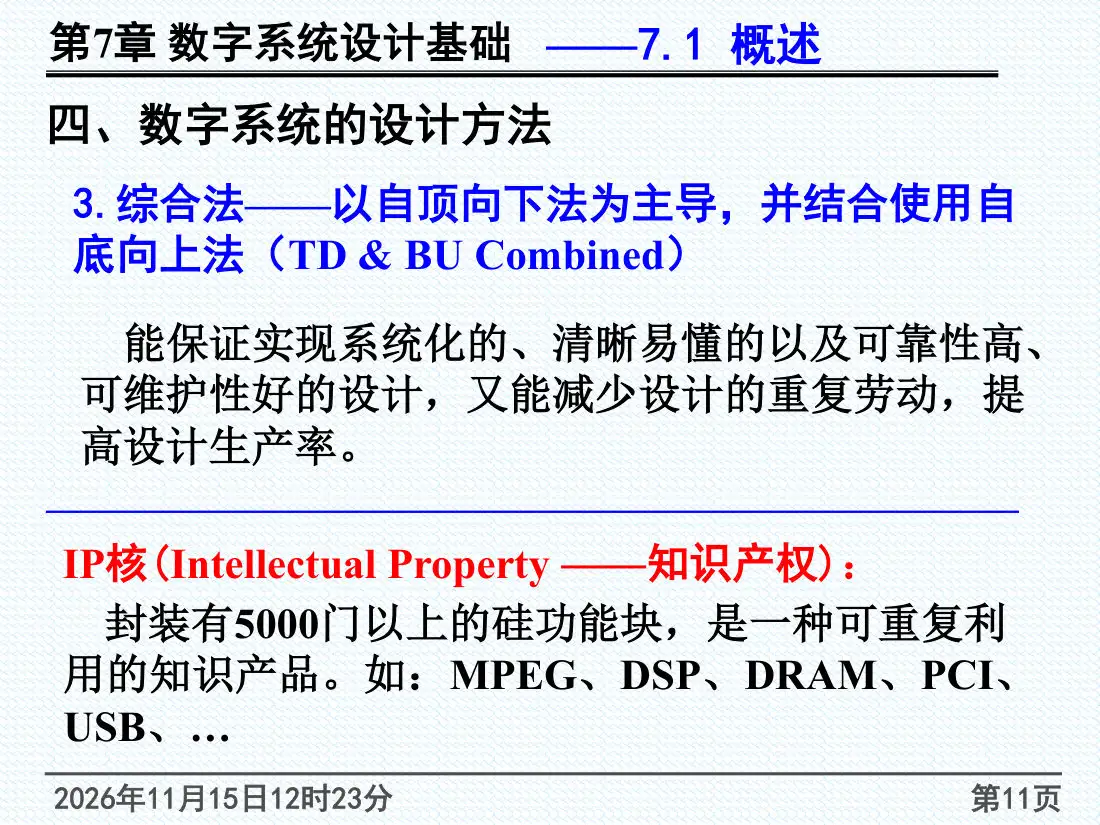 第7章 数字系统设计基础 ——7.1 概述
四、数字系统的设计方法
3.综合法——以自顶向下法为主导，并结合使用自
底向上法（TD & BU Combined）
能保证实现系统化的、清晰易懂的以及可靠性高、
可维护性好的设计，又能减少设计的重复劳动，提
高设计生产率。
IP核(Intellectual Property ——知识产权)：
封装有5000门以上的硅功能块，是一种可重复利
用的知识产品。如：MPEG、DSP、DRAM、PCI、
USB、…
2026年11月15日12时23分 第11页